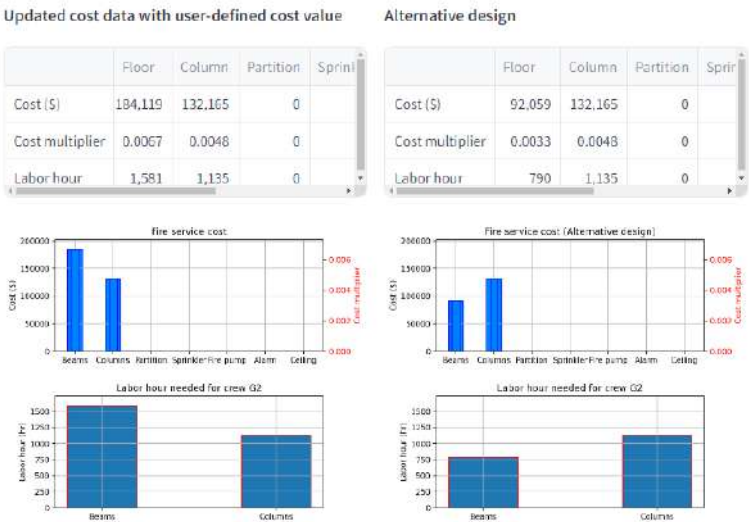 Updated cost data with user-defined cost value
Floor Column Partition Sprin
Cost ($) 184,119 132,165 0
Cost multiplier 0.0067 0.0048 0
Labor hour 1,581 1,135 0
Fire service cost
200000
150000
100000
50000
0
Cost ($)
0.006
0.004
0.002
0.000
Cost multiplier
Beams Columns Partition Sprinkler Fire pump Alarm Ceiling
Labor hour needed for crew G2
1500
1250
1000
750
500
250
0
Labor hour (hr)
Beams Columns
Alternative design
Floor Column Partition Sprir
Cost ($) 92,059 132,165 0
Cost multiplier 0.0033 0.0048 0
Labor hour 790 1,135 0
Fire service cost (Alternative design)
200000
150000
100000
50000
0
Cost ($)
0.006
0.004
0.002
0.000
Cost multiplier
Beams Columns Partition Sprinkler Fire pump Alarm Ceiling
Labor hour needed for crew G2
1500
1250
1000
750
500
250
0
Labor hour (hr)
Beams Columns